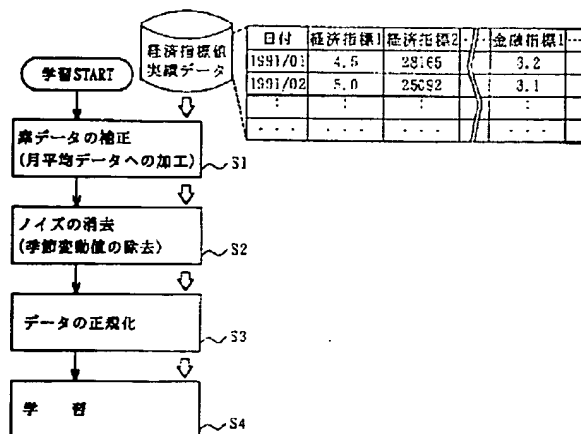 経済指標値
実績データ
学習START
日付 経済指標1 経済指標2 ... 金融指標1 ...
1991/01 4.5 28165 3.2
1991/02 5.0 25092 3.1
: : : :
... ... ... ...
素データの補正
(月平均データへの加工)
S1
ノイズの消去
(季節変動値の除去)
S2
データの正規化
S3
学 習
S4